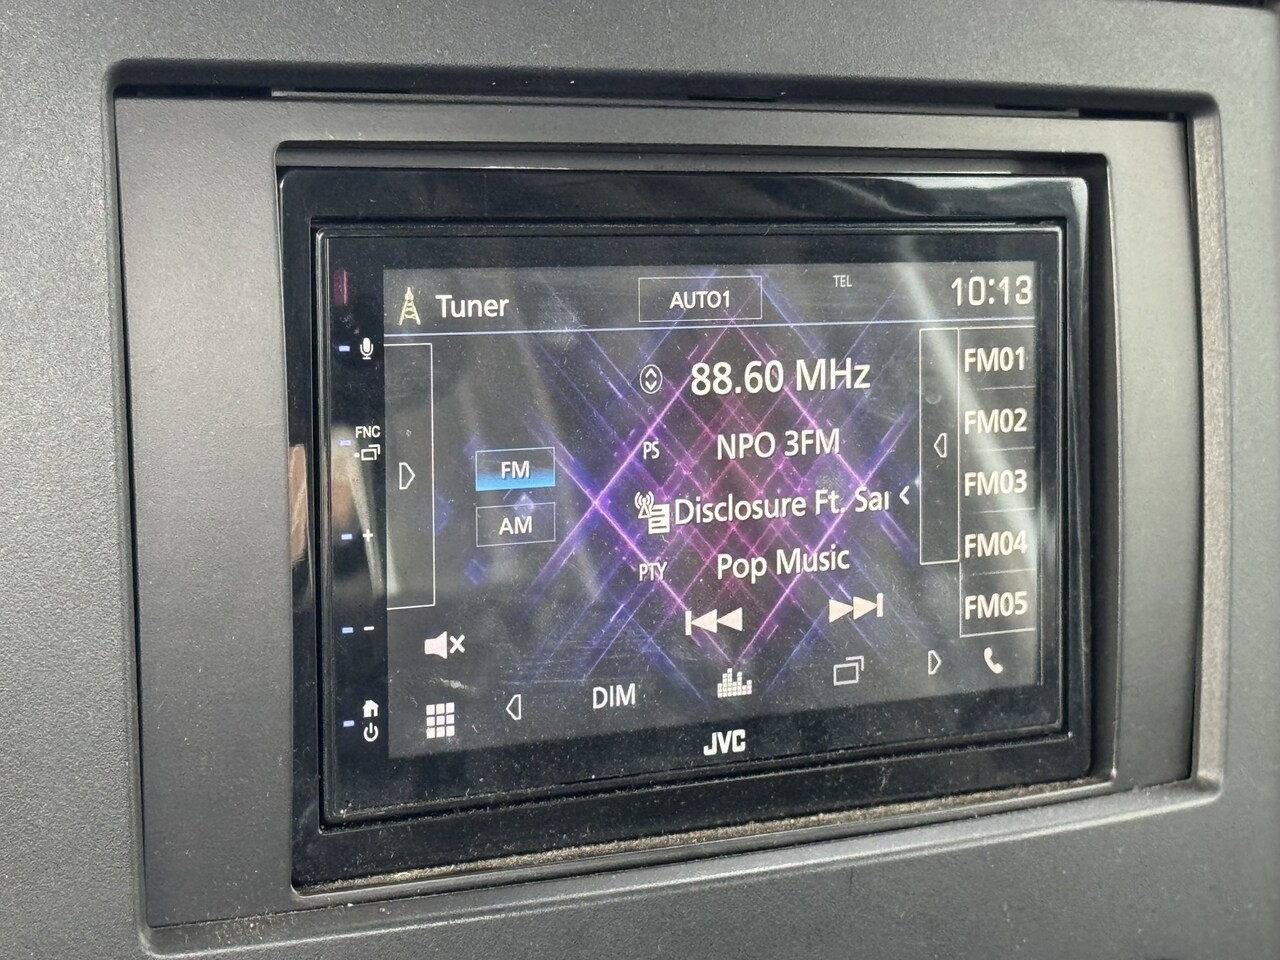 Tuner
AUTO1
TEL
10:13
88.60 MHz
PS
NPO 3FM
Disclosure Ft. Sai
PTY
Pop Music
FM
AM
FM01
FM02
FM03
FM04
FM05
FNC
+
-
DIM
JVC